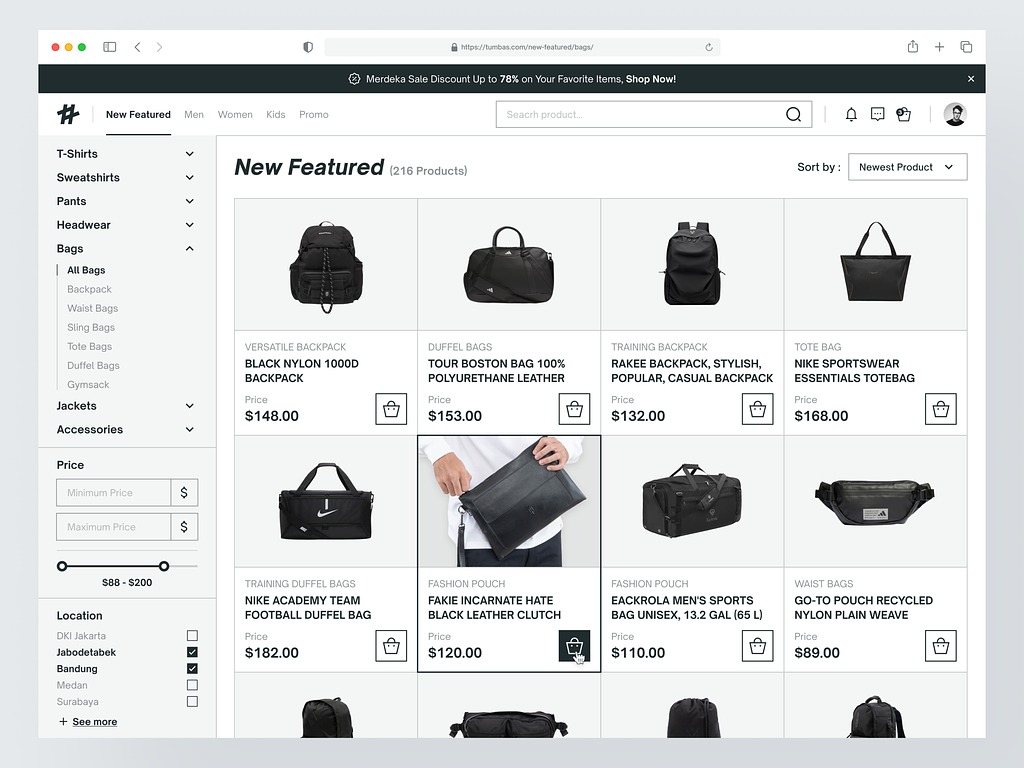 https://tumbas.com/new-featured/bags/
Merdeka Sale Discount Up to 78% on Your Favorite Items, Shop Now!
New Featured
Men
Women
Kids
Promo
Seacrh product...
T-Shirts
Sweatshirts
Pants
Headwear
Bags
All Bags
Backpack
Waist Bags
Sling Bags
Tote Bags
Duffel Bags
Gymsack
Jackets
Accessories
Price
Minimum Price $
Maximum Price $
$88 - $200
Location
DKI Jakarta
Jabodetabek
Bandung
Medan
Surabaya
See more
New Featured (216 Products)
Sort by :
Newest Product
VERSATILE BACKPACK
BLACK NYLON 1000D
BACKPACK
Price
$148.00
DUFFEL BAGS
TOUR BOSTON BAG 100%
POLYURETHANE LEATHER
Price
$153.00
TRAINING BACKPACK
RAKEE BACKPACK, STYLISH,
POPULAR, CASUAL BACKPACK
Price
$132.00
TOTE BAG
NIKE SPORTSWEAR
ESSENTIALS TOTEBAG
Price
$168.00
TRAINING DUFFEL BAGS
NIKE ACADEMY TEAM
FOOTBALL DUFFEL BAG
Price
$182.00
FASHION POUCH
FAKIE INCARNATE HATE
BLACK LEATHER CLUTCH
Price
$120.00
FASHION POUCH
EACKROLA MEN'S SPORTS
BAG UNISEX, 13.2 GAL (65 L)
Price
$110.00
WAIST BAGS
GO-TO POUCH RECYCLED
NYLON PLAIN WEAVE
Price
$89.00